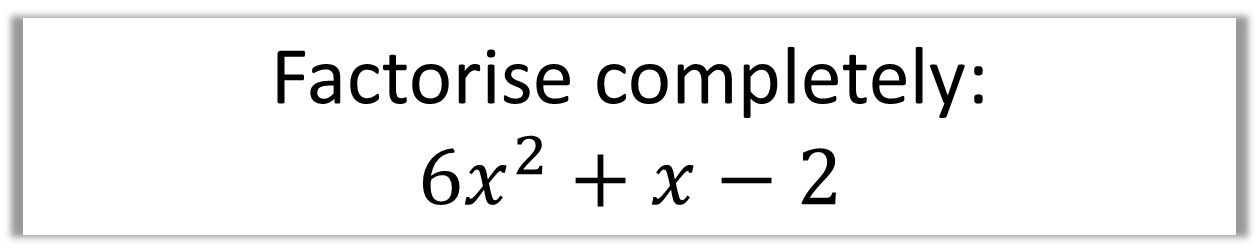 Factorise completely:
6x² + x − 2